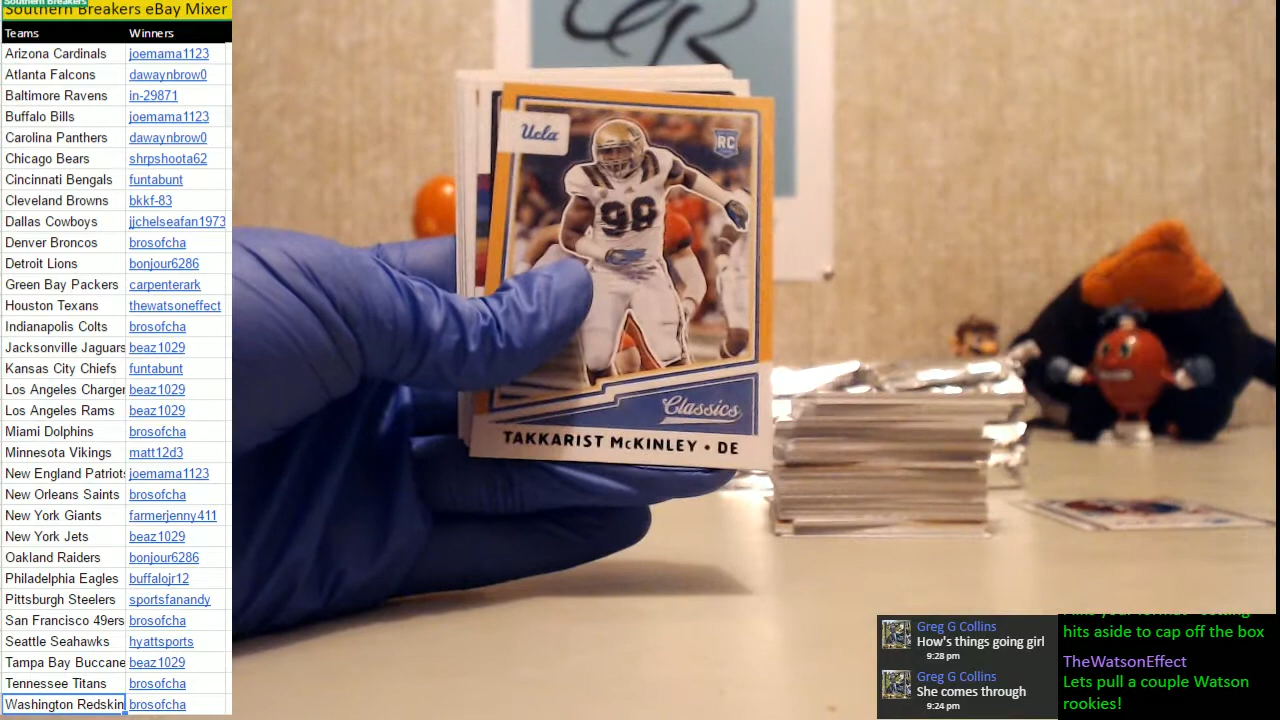 Southern Breakers
Southern Breakers eBay Mixer
Teams Winners
Arizona Cardinals joemama1123
Atlanta Falcons dawaynbrow0
Baltimore Ravens in-29871
Buffalo Bills joemama1123
Carolina Panthers dawaynbrow0
Chicago Bears shrpshoota62
Cincinnati Bengals funtabunt
Cleveland Browns bkkf-83
Dallas Cowboys jjchelseafan1973
Denver Broncos brosofcha
Detroit Lions bonjour6286
Green Bay Packers carpenterark
Houston Texans thewatsoneffect
Indianapolis Colts brosofcha
Jacksonville Jaguars beaz1029
Kansas City Chiefs funtabunt
Los Angeles Charger beaz1029
Los Angeles Rams beaz1029
Miami Dolphins brosofcha
Minnesota Vikings matt12d3
New England Patriots joemama1123
New Orleans Saints brosofcha
New York Giants farmerjenny411
New York Jets beaz1029
Oakland Raiders bonjour6286
Philadelphia Eagles buffalojr12
Pittsburgh Steelers sportsfanandy
San Francisco 49ers brosofcha
Seattle Seahawks hyattsports
Tampa Bay Buccane beaz1029
Tennessee Titans brosofcha
Washington Redskin brosofcha
Ucla
RC
98
Classics
TAKKARIST McKINLEY • DE
Greg G Collins
How's things going girl
9:28 pm
Greg G Collins
She comes through
9:24 pm
hits aside to cap off the box
TheWatsonEffect
Lets pull a couple Watson
rookies!